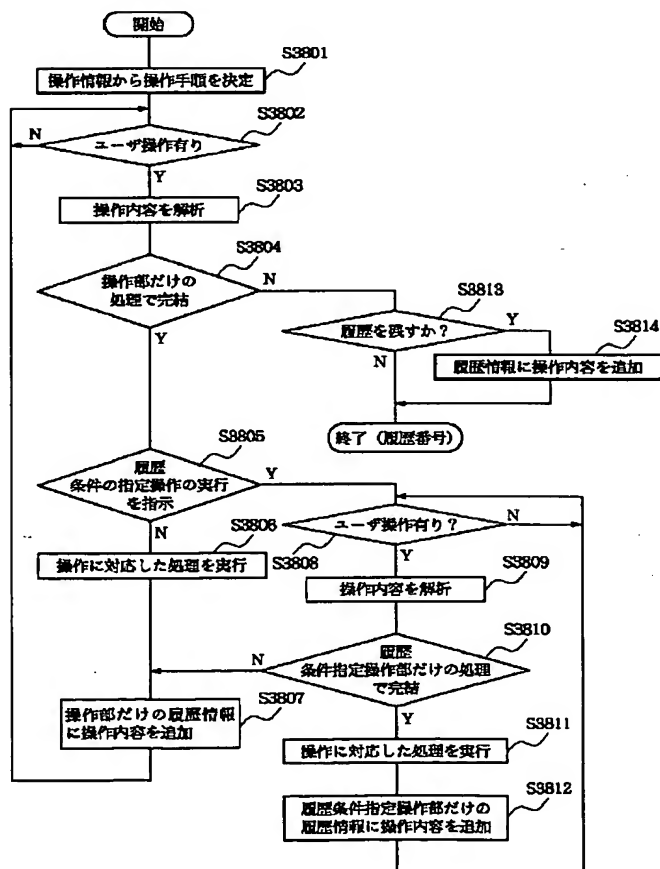 開始
S3801
操作情報から操作手順を決定
S3802
N
ユーザ操作有り
Y
S3803
操作内容を解析
S3804
操作部だけの
処理で完結
N
Y
S3813
履歴を残すか？
Y
N
S3814
履歴情報に操作内容を追加
終了（履歴番号）
S3805
履歴
条件の指定操作の実行
を指示
Y
N
S3806
操作に対応した処理を実行
ユーザ操作有り？
N
S3808
Y
S3809
操作内容を解析
S3810
履歴
条件指定操作部だけの処理
で完結
N
Y
S3807
操作部だけの履歴情報
に操作内容を追加
S3811
操作に対応した処理を実行
S3812
履歴条件指定操作部だけの
履歴情報に操作内容を追加